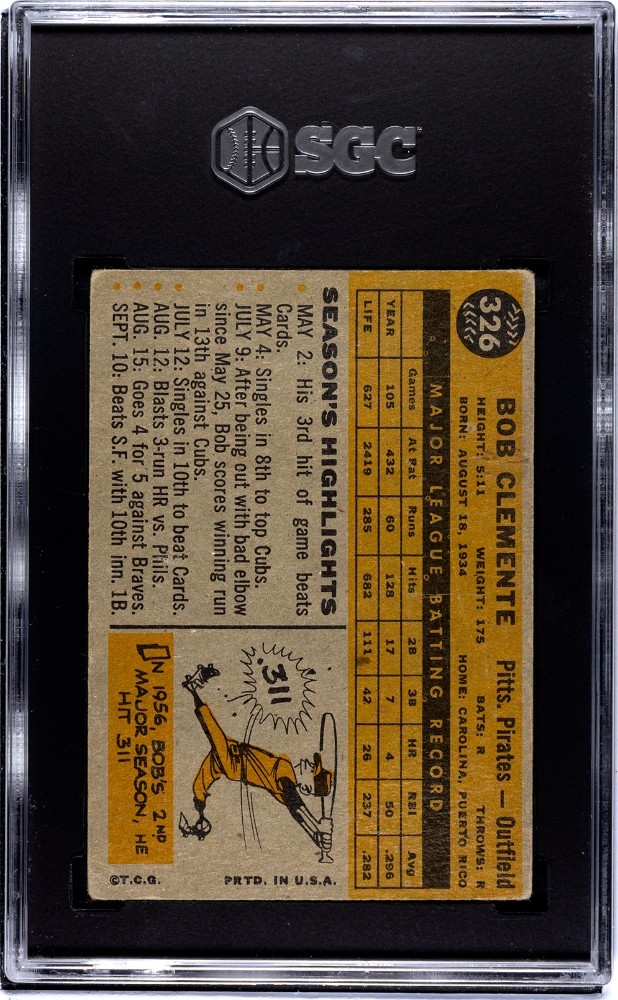 SGC
326
BOB CLEMENTE Pitts. Pirates — Outfield
HEIGHT: 5:11 WEIGHT: 175 BATS: R THROWS: R
BORN: AUGUST 18, 1934 HOME: CAROLINA, PUERTO RICO
MAJOR LEAGUE BATTING RECORD
Games At Bat Runs Hits 2B 3B HR RBI Avg
YEAR 105 432 60 128 17 7 4 50 .296
LIFE 627 2419 285 682 111 42 26 237 .282
SEASON'S HIGHLIGHTS
MAY 2: His 3rd hit of game beats
Cards.
MAY 4: Singles in 8th to top Cubs.
JULY 9: After being out with bad elbow
since May 25, Bob scores winning run
in 13th against Cubs.
JULY 12: Singles in 10th to beat Cards.
AUG. 12: Blasts 3-run HR vs. Phils.
AUG. 15: Goes 4 for 5 against Braves.
SEPT. 10: Beats S.F. with 10th inn. 1B.
.311
IN 1956, BOB'S 2ND
MAJOR SEASON, HE
HIT .311
©T.C.G. PRTD. IN U.S.A.